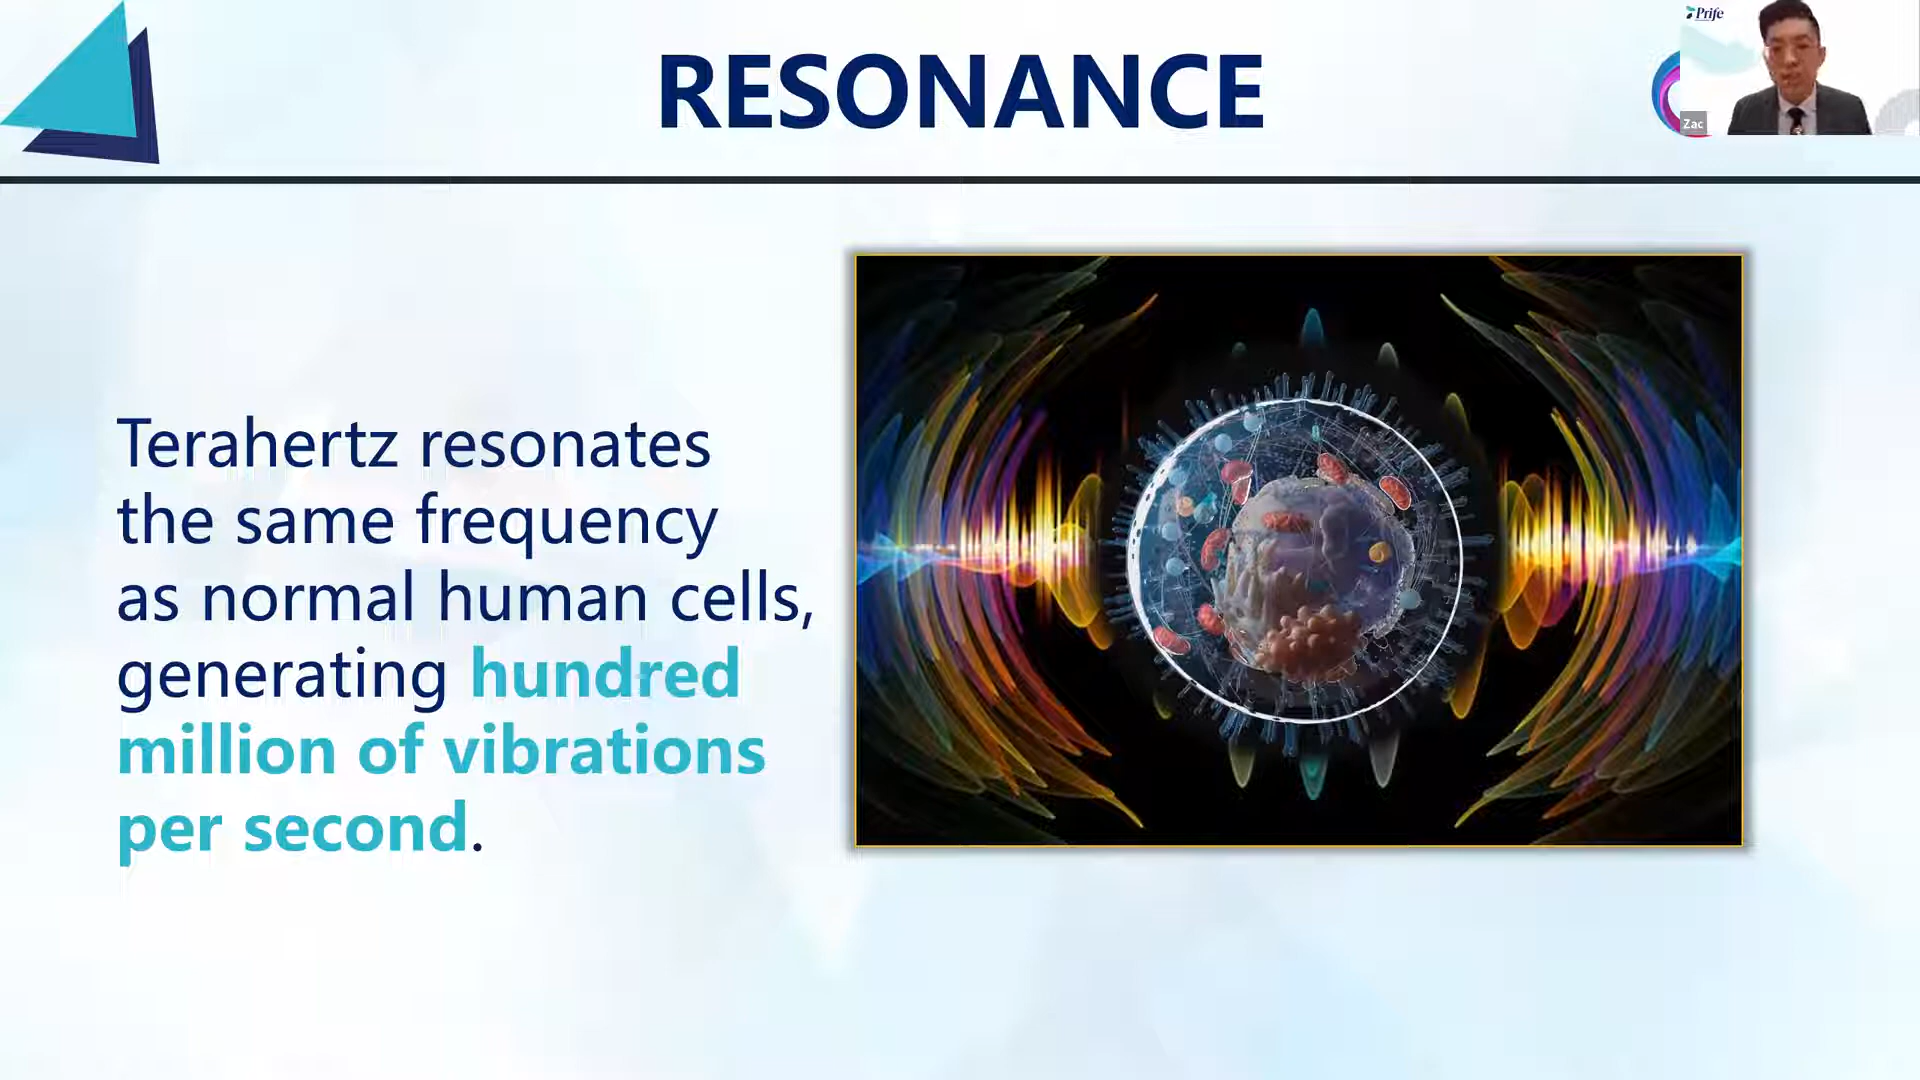 RESONANCE
Prife
Zac
Terahertz resonates
the same frequency
as normal human cells,
generating hundred
million of vibrations
per second.